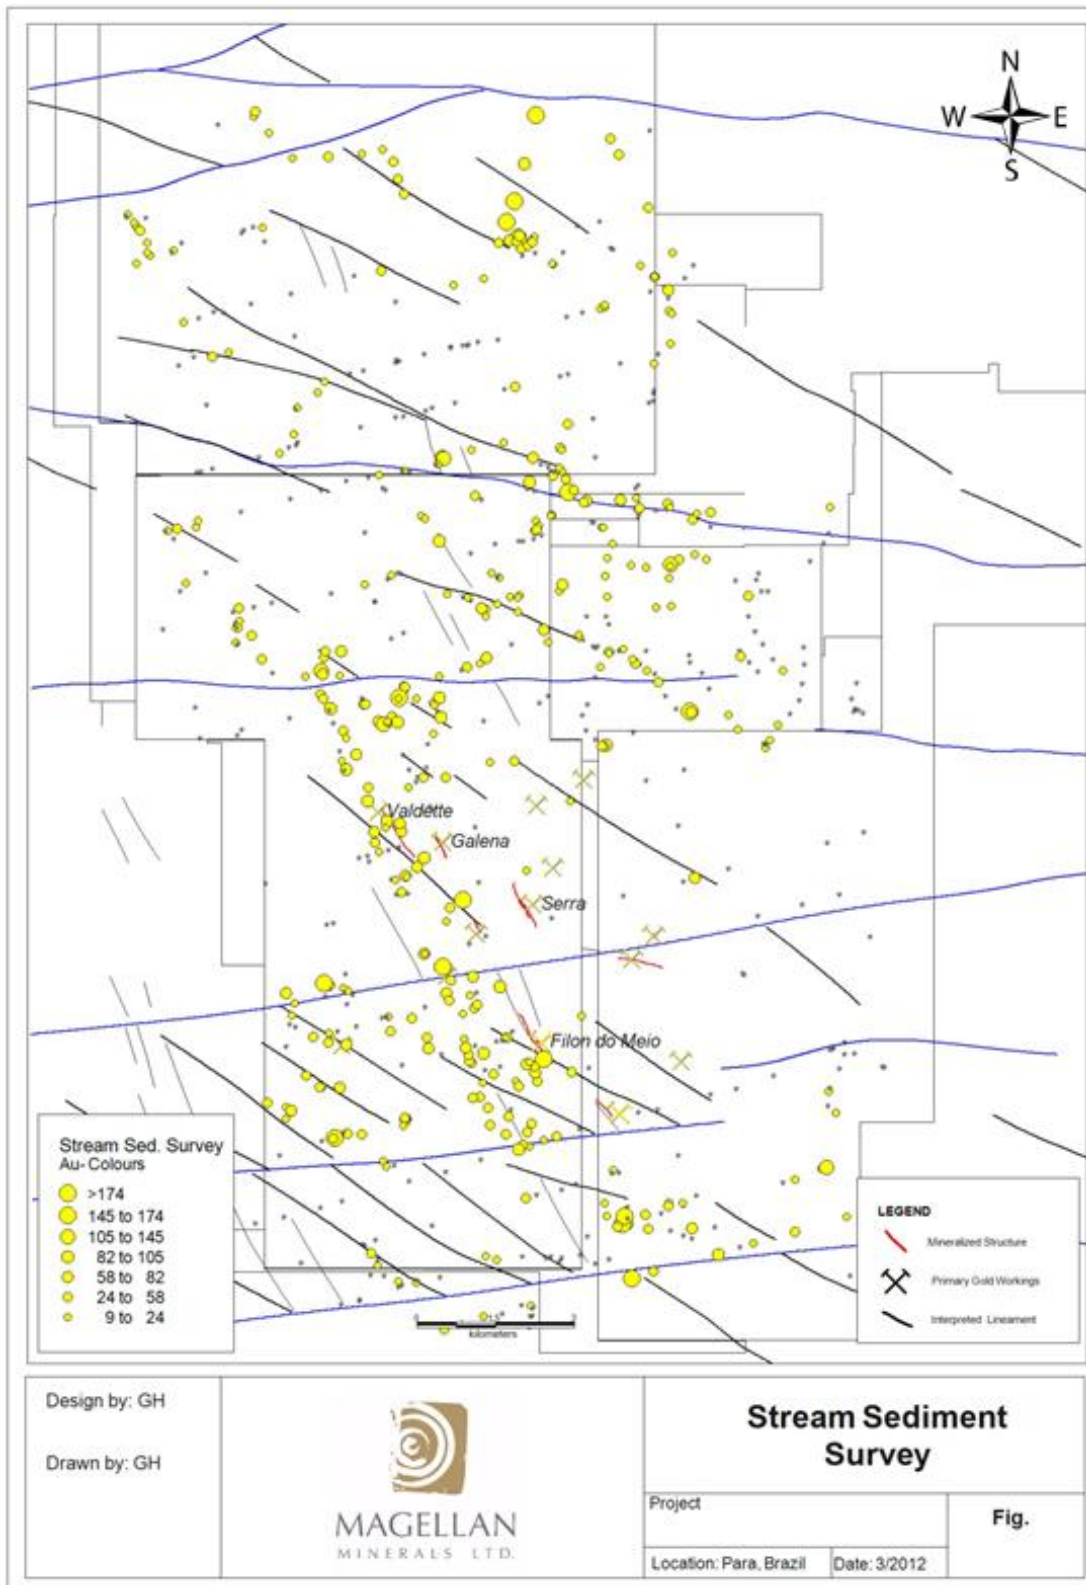 N
W E
S
Valdette
Galena
Serra
Filon do Meio
Stream Sed. Survey
Au- Colours
>174
145 to 174
105 to 145
82 to 105
58 to 82
24 to 58
9 to 24
LEGEND
Mineralized Structure
Primary Gold Workings
Interpreted Lineament
kilometers
Design by: GH
Drawn by: GH
MAGELLAN
MINERALS LTD.
Stream Sediment
Survey
Project
Fig.
Location: Para, Brazil
Date: 3/2012